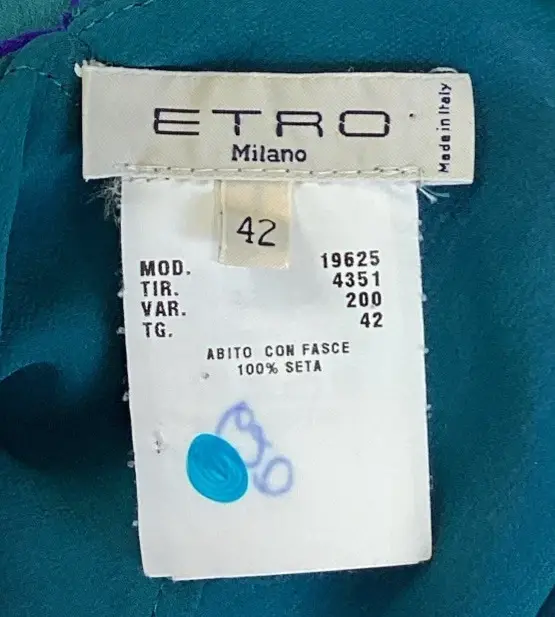 ETRO
Milano
Made in Italy
42
MOD. 19625
TIR. 4351
VAR. 200
TG. 42
ABITO CON FASCE
100% SETA